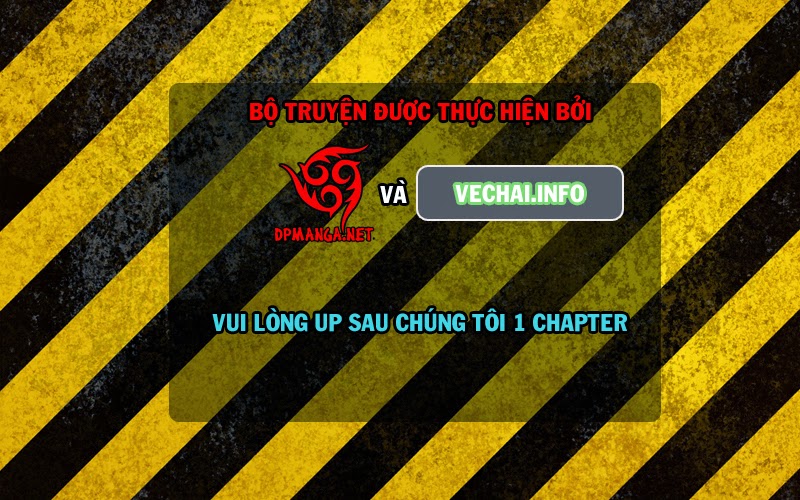 BỘ TRUYỆN ĐƯỢC THỰC HIỆN BỞI
DPMANGA.NET
VÀ
VECHAI.INFO
VUI LÒNG UP SAU CHÚNG TÔI 1 CHAPTER